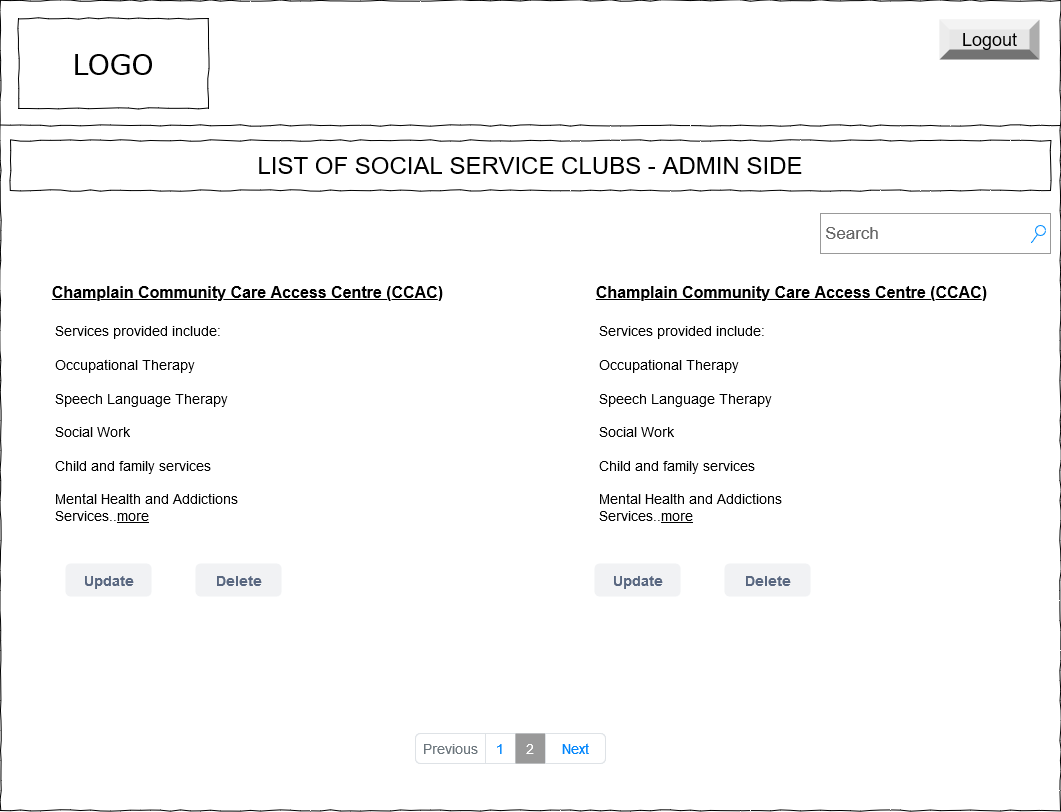 LOGO
Logout
LIST OF SOCIAL SERVICE CLUBS - ADMIN SIDE
Search
Champlain Community Care Access Centre (CCAC)
Services provided include:
Occupational Therapy
Speech Language Therapy
Social Work
Child and family services
Mental Health and Addictions
Services..more
Update Delete
Champlain Community Care Access Centre (CCAC)
Services provided include:
Occupational Therapy
Speech Language Therapy
Social Work
Child and family services
Mental Health and Addictions
Services..more
Update Delete
Previous 1 2 Next